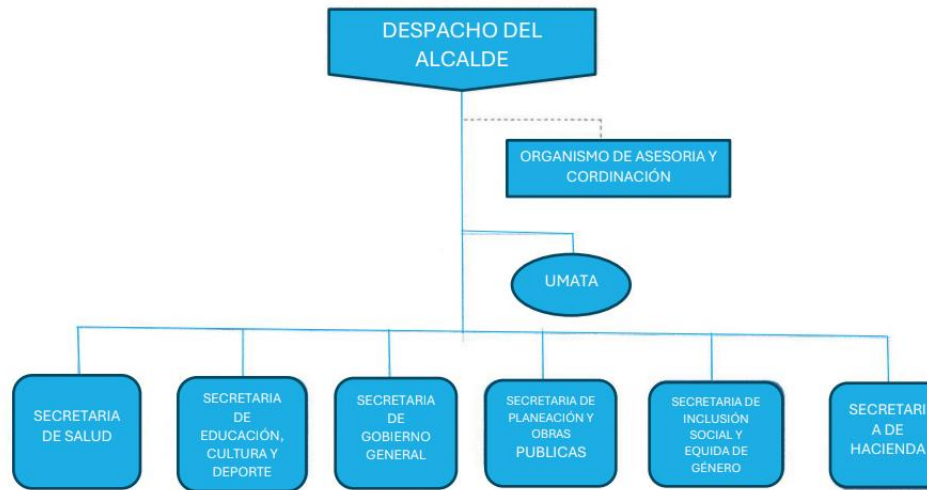 DESPACHO DEL
ALCALDE
ORGANISMO DE ASESORIA Y
CORDINACIÓN
UMATA
SECRETARIA
DE SALUD
SECRETARIA
DE
EDUCACIÓN,
CULTURA Y
DEPORTE
SECRETARIA
DE
GOBIERNO
GENERAL
SECRETARIA DE
PLANEACIÓN Y
OBRAS
PUBLICAS
SECRETARIA DE
INCLUSIÓN
SOCIAL Y
EQUIDA DE
GÉNERO
SECRETARI
A DE
HACIENDA